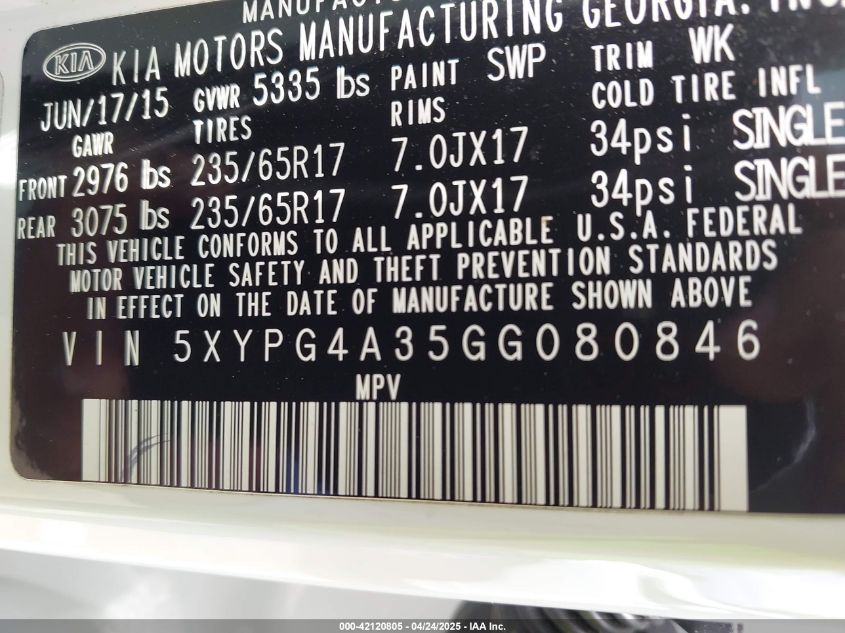 KIA KIA MOTORS MANUFACTURING GEORGIA, INC.
JUN/17/15 GVWR 5335 lbs PAINT SWP TRIM WK
GAWR TIRES RIMS COLD TIRE INFL
FRONT 2976 lbs 235/65R17 7.0JX17 34psi SINGLE
REAR 3075 lbs 235/65R17 7.0JX17 34psi SINGLE
THIS VEHICLE CONFORMS TO ALL APPLICABLE U.S.A. FEDERAL
MOTOR VEHICLE SAFETY AND THEFT PREVENTION STANDARDS
IN EFFECT ON THE DATE OF MANUFACTURE SHOWN ABOVE
VIN 5XYPG4A35GG080846
MPV
000-42120805 - 04/24/2025 - IAA Inc.